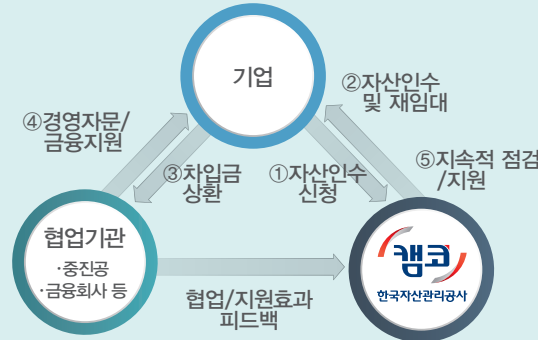 기업
②자산인수
및 재임대
④경영자문/
금융지원
③차입금
상환
①자산인수
신청
⑤지속적 점검
/지원
협업기관
·중진공
·금융회사 등
캠코
한국자산관리공사
협업/지원효과
피드백